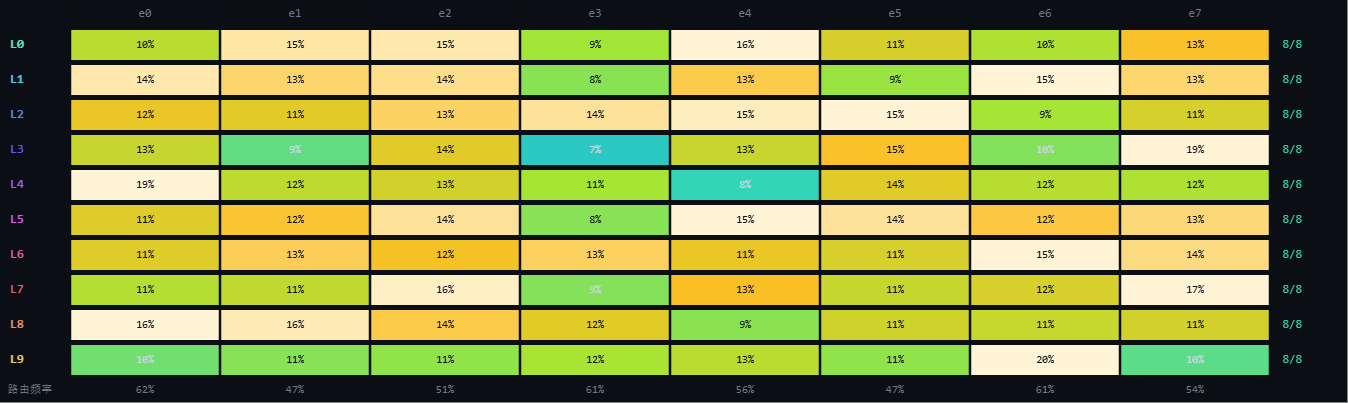 e0 e1 e2 e3 e4 e5 e6 e7
L0 10% 15% 15% 9% 16% 11% 10% 13% 8/8
L1 14% 13% 14% 8% 13% 9% 15% 13% 8/8
L2 12% 11% 13% 14% 15% 15% 9% 11% 8/8
L3 13% 9% 14% 7% 13% 15% 10% 19% 8/8
L4 19% 12% 13% 11% 8% 14% 12% 12% 8/8
L5 11% 12% 14% 8% 15% 14% 12% 13% 8/8
L6 11% 13% 12% 13% 11% 11% 15% 14% 8/8
L7 11% 11% 16% 9% 13% 11% 12% 17% 8/8
L8 16% 16% 14% 12% 9% 11% 11% 11% 8/8
L9 10% 11% 11% 12% 13% 11% 20% 10% 8/8
路由频率 62% 47% 51% 61% 56% 47% 61% 54%